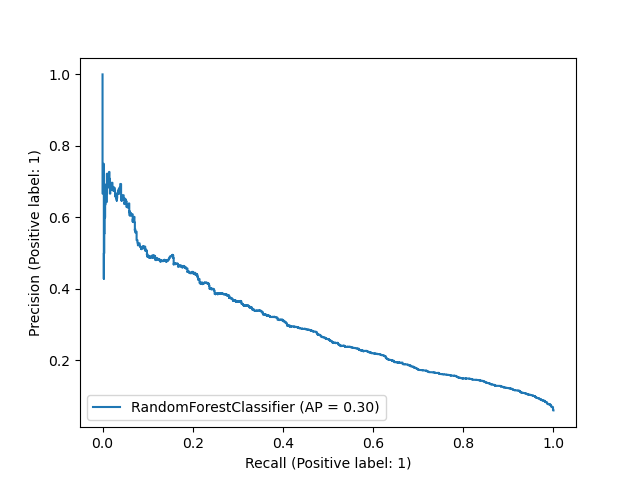 1.0
0.8
0.6
0.4
0.2
Precision (Positive label: 1)
RandomForestClassifier (AP = 0.30)
0.0 0.2 0.4 0.6 0.8 1.0
Recall (Positive label: 1)